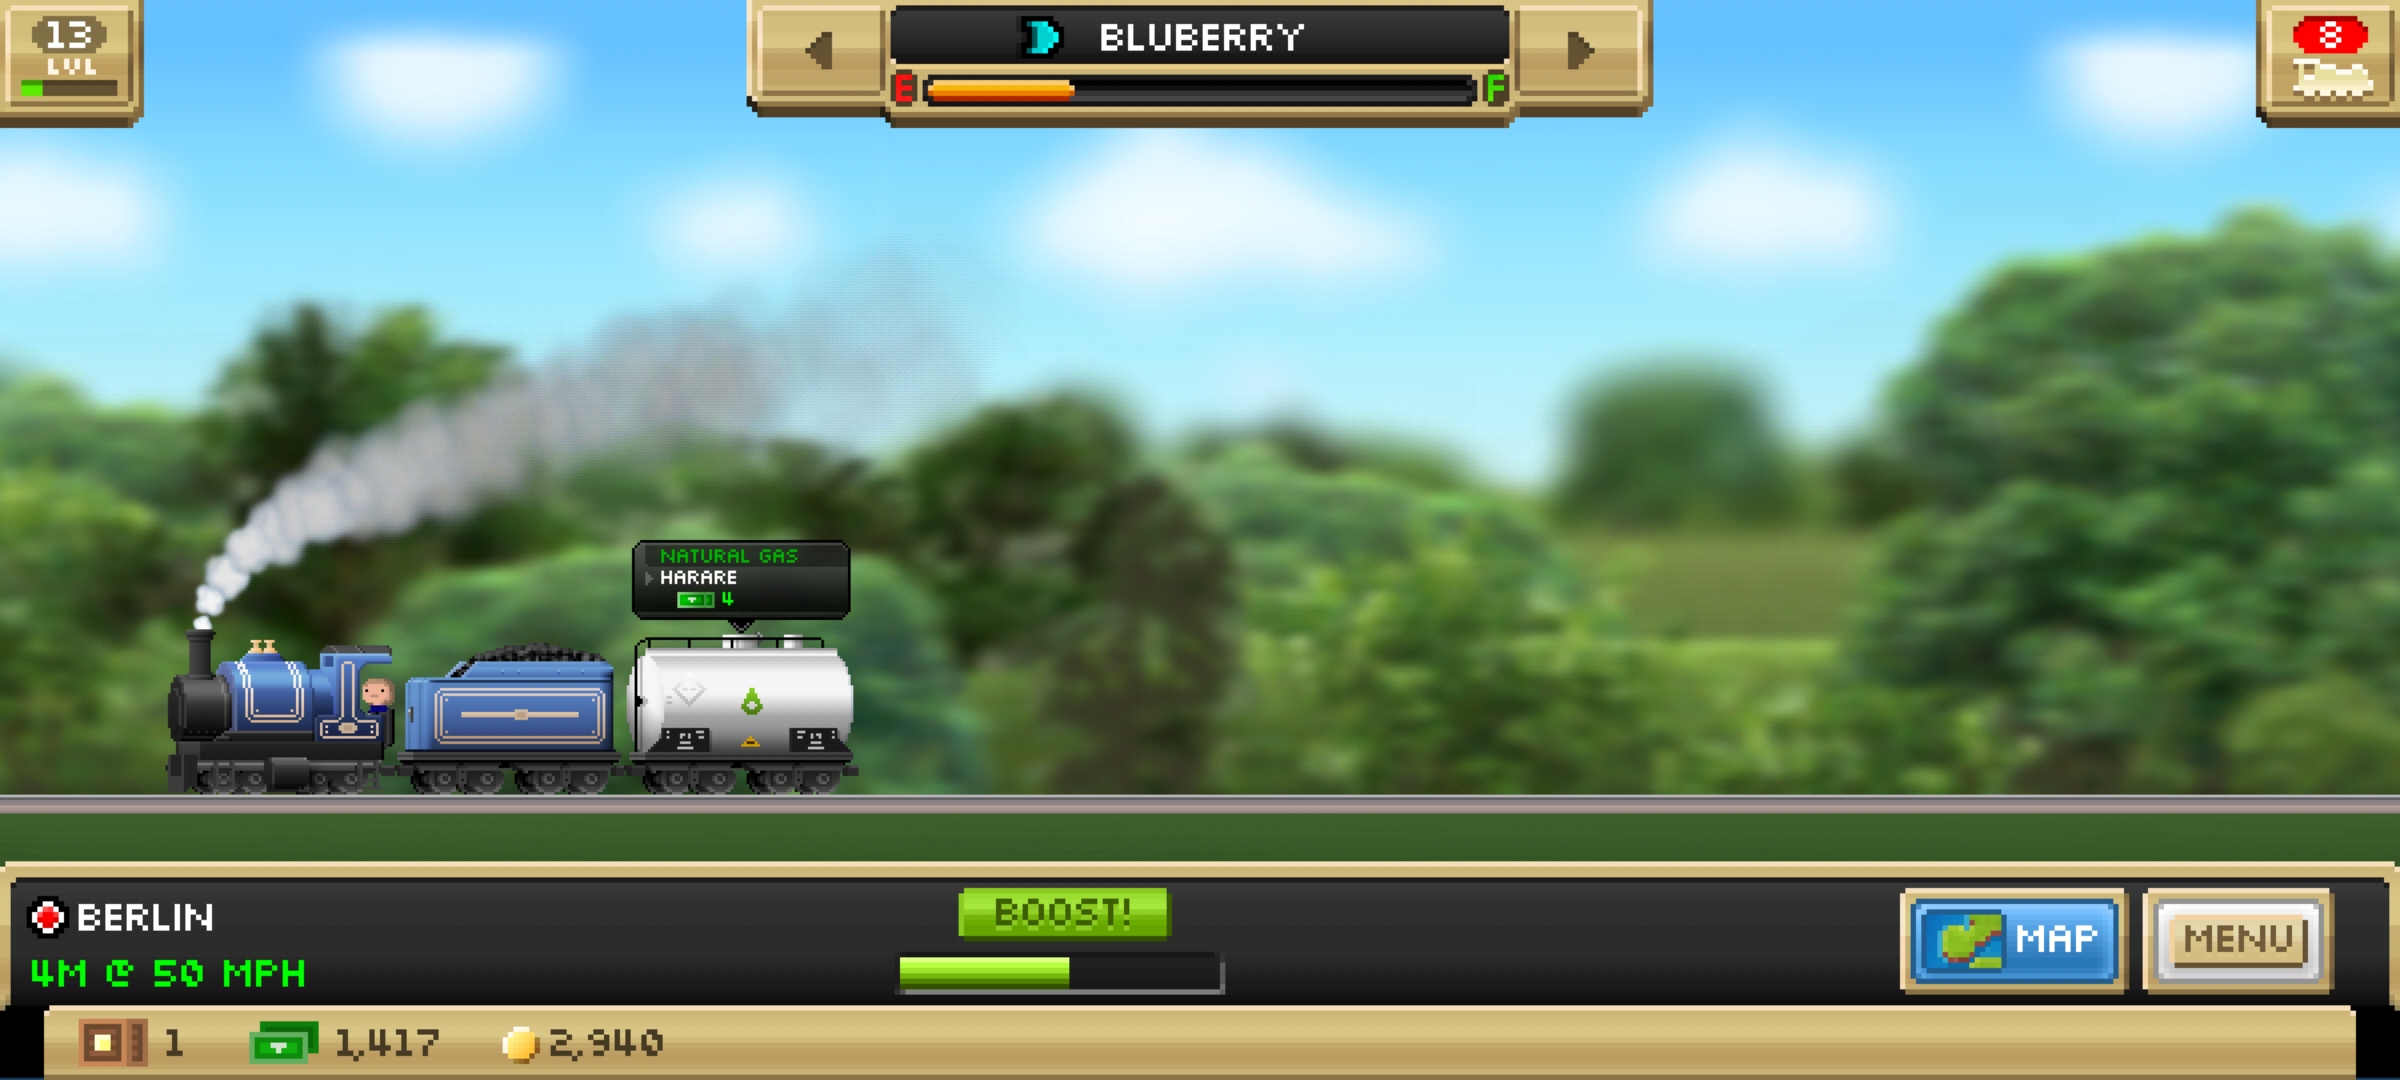 13
LVL
BLUBERRY
E
F
8
NATURAL GAS
HARARE
4
BERLIN
4M @ 50 MPH
BOOST!
MAP
MENU
1
1,417
2,940